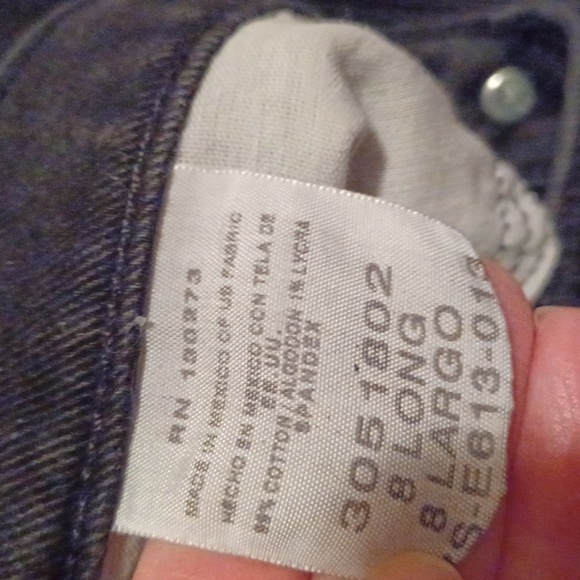 RN 130273
MADE IN MEXICO OF US FABRIC
HECHO EN MEXICO CON TELA DE
EE. UU.
99% COTTON / ALGODON 1% LYCRA
SPANDEX
3051802
8 LONG
8 LARGO
S-E613-013